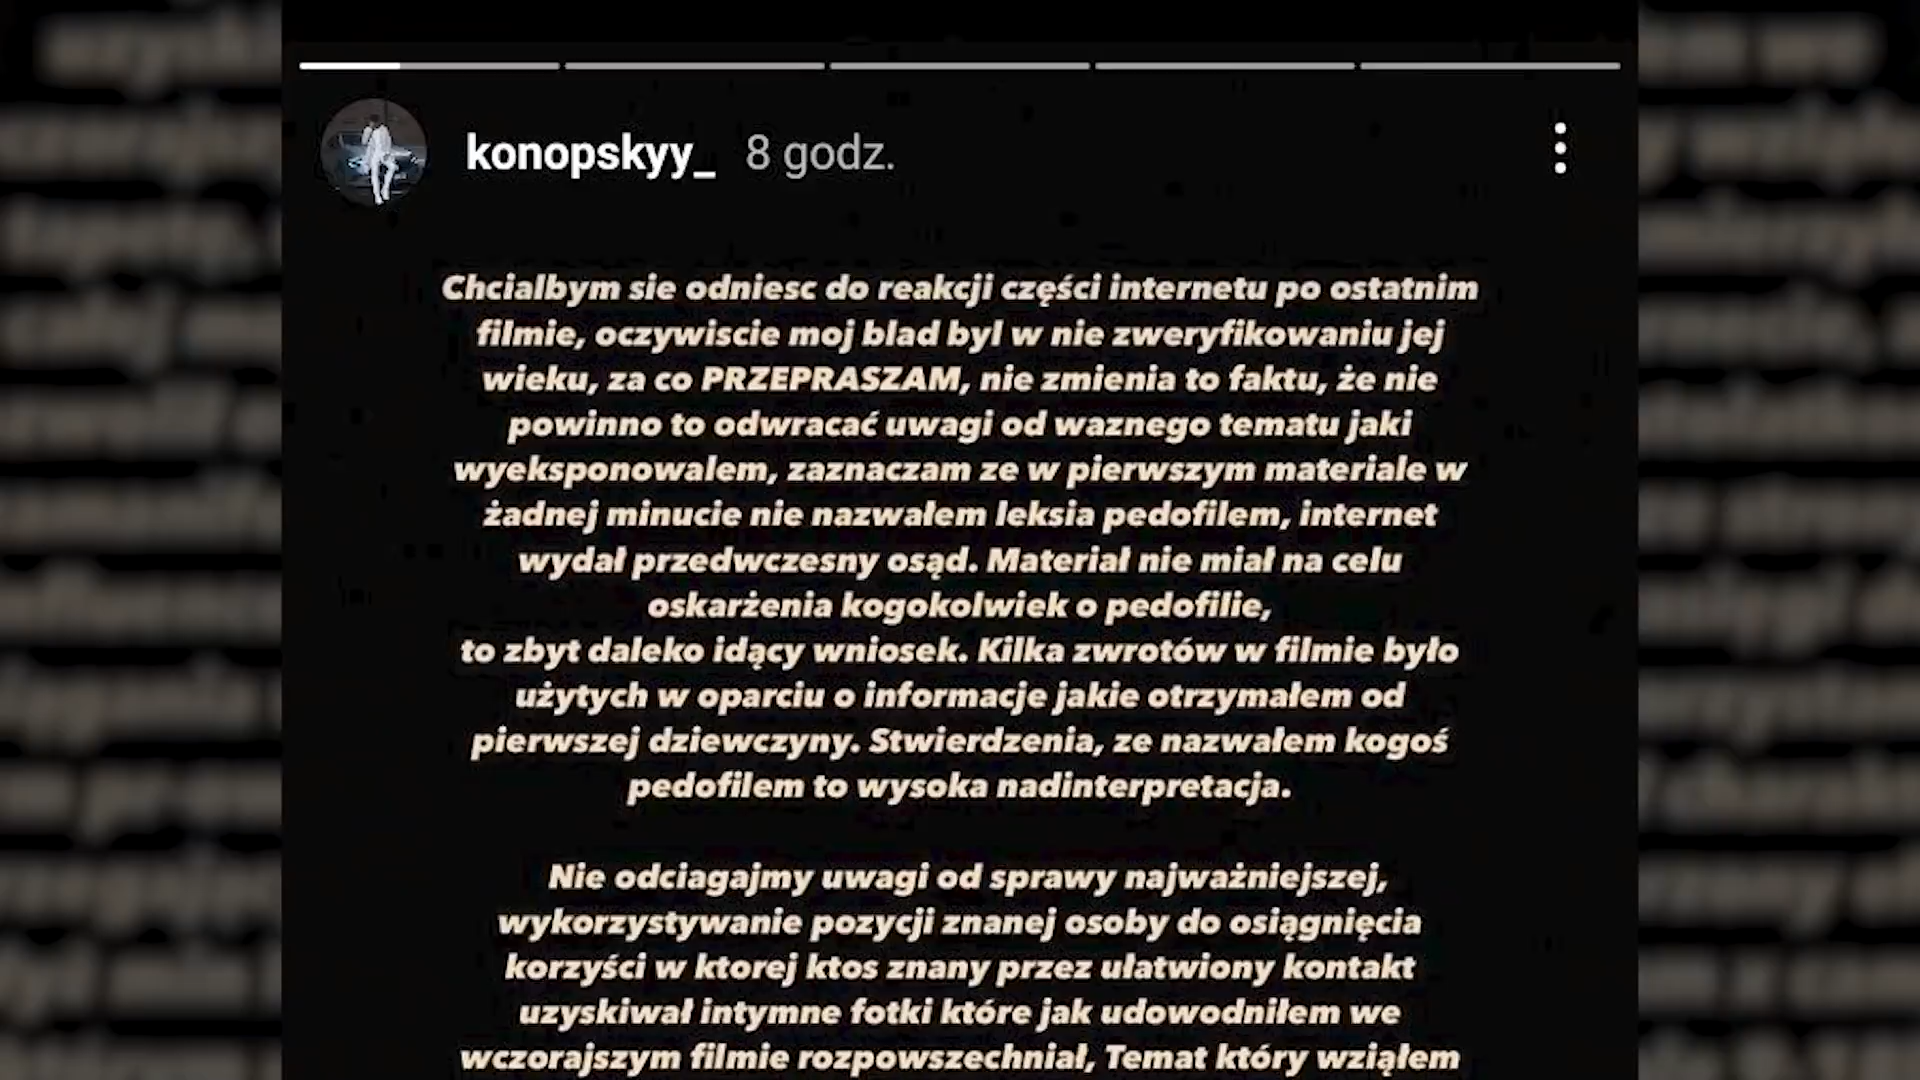 konopskyy_ 8 godz.
Chcialbym sie odniesc do reakcji części internetu po ostatnim
filmie, oczywiscie moj blad byl w nie zweryfikowaniu jej
wieku, za co PRZEPRASZAM, nie zmienia to faktu, że nie
powinno to odwracać uwagi od waznego tematu jaki
wyeksponowalem, zaznaczam ze w pierwszym materiale w
żadnej minucie nie nazwałem leksia pedofilem, internet
wydał przedwczesny osąd. Materiał nie miał na celu
oskarżenia kogokolwiek o pedofilie,
to zbyt daleko idący wniosek. Kilka zwrotów w filmie było
użytych w oparciu o informacje jakie otrzymałem od
pierwszej dziewczyny. Stwierdzenia, ze nazwałem kogoś
pedofilem to wysoka nadinterpretacja.
Nie odciagajmy uwagi od sprawy najważniejszej,
wykorzystywanie pozycji znanej osoby do osiągnięcia
korzyści w ktorej ktos znany przez ułatwiony kontakt
uzyskiwał intymne fotki które jak udowodniłem we
wczorajszym filmie rozpowszechniał, Temat który wziąłem